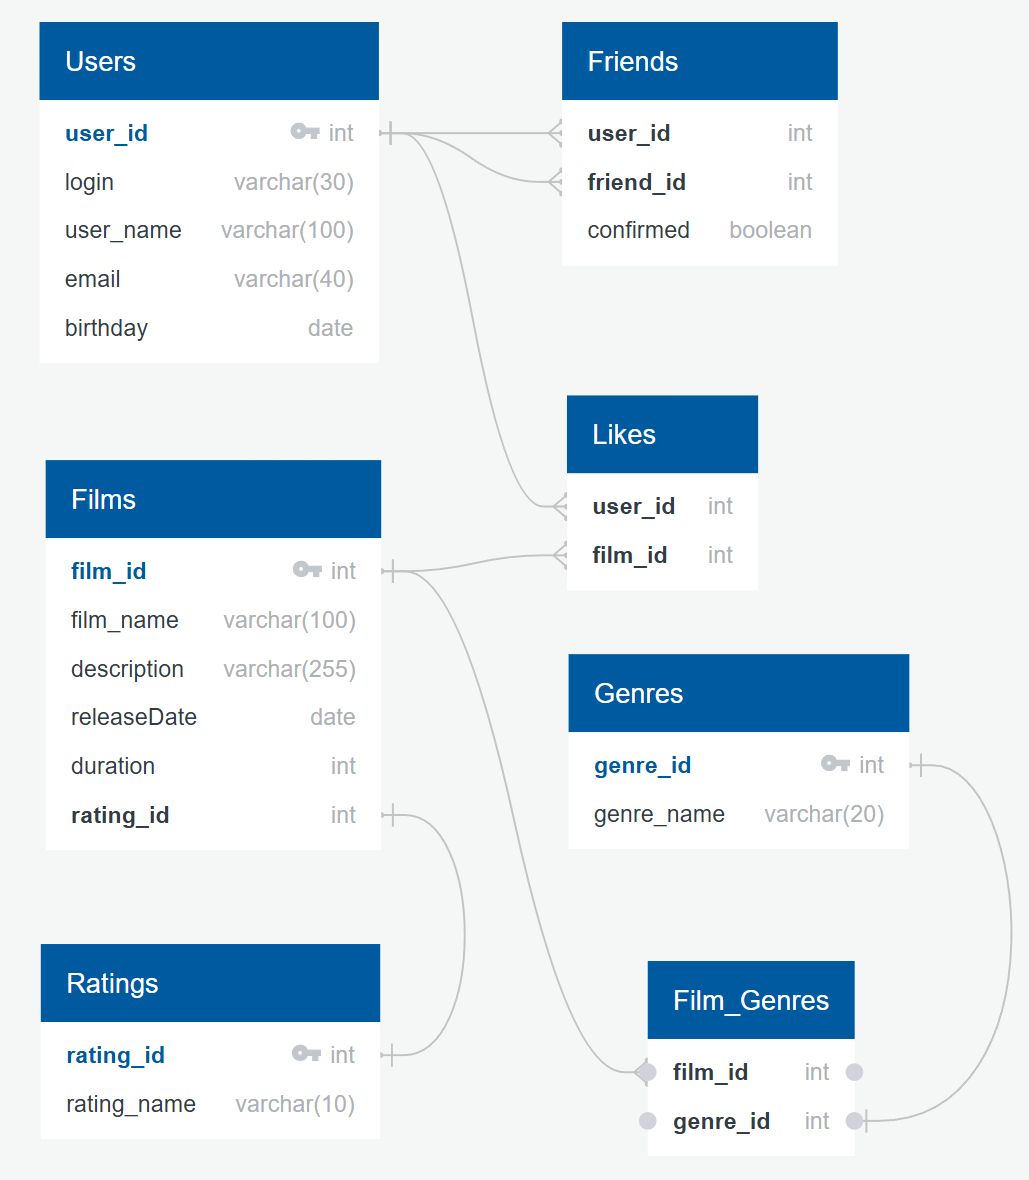 Users
user_id int
login varchar(30)
user_name varchar(100)
email varchar(40)
birthday date
Friends
user_id int
friend_id int
confirmed boolean
Likes
user_id int
film_id int
Films
film_id int
film_name varchar(100)
description varchar(255)
releaseDate date
duration int
rating_id int
Genres
genre_id int
genre_name varchar(20)
Ratings
rating_id int
rating_name varchar(10)
Film_Genres
film_id int
genre_id int